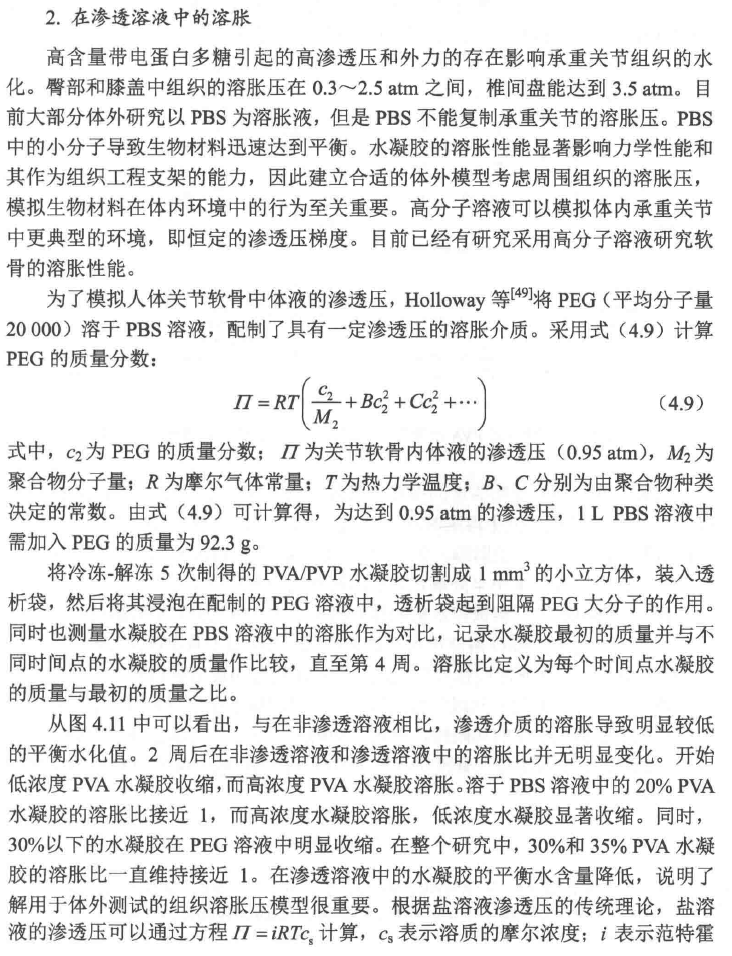 2. 在渗透溶液中的溶胀
高含量带电蛋白多糖引起的高渗透压和外力的存在影响承重关节组织的水
化。臀部和膝盖中组织的溶胀压在 0.3～2.5 atm 之间，椎间盘能达到 3.5 atm。目
前大部分体外研究以 PBS 为溶胀液，但是 PBS 不能复制承重关节的溶胀压。PBS
中的小分子导致生物材料迅速达到平衡。水凝胶的溶胀性能显著影响力学性能和
其作为组织工程支架的能力，因此建立合适的体外模型考虑周围组织的溶胀压，
模拟生物材料在体内环境中的行为至关重要。高分子溶液可以模拟体内承重关节
中更典型的环境，即恒定的渗透压梯度。目前已经有研究采用高分子溶液研究软
骨的溶胀性能。
为了模拟人体关节软骨中体液的渗透压，Holloway 等[49]将 PEG（平均分子量
20 000）溶于 PBS 溶液，配制了具有一定渗透压的溶胀介质。采用式（4.9）计算
PEG 的质量分数：
Π = RT(c₂/M₂ + Bc₂² + Cc₂³ + ⋯) （4.9）
式中，c₂为 PEG 的质量分数；Π 为关节软骨内体液的渗透压（0.95 atm），M₂为
聚合物分子量；R 为摩尔气体常量；T 为热力学温度；B、C 分别为由聚合物种类
决定的常数。由式（4.9）可计算得，为达到 0.95 atm 的渗透压，1 L PBS 溶液中
需加入 PEG 的质量为 92.3 g。
将冷冻-解冻 5 次制得的 PVA/PVP 水凝胶切割成 1 mm³ 的小立方体，装入透
析袋，然后将其浸泡在配制的 PEG 溶液中，透析袋起到阻隔 PEG 大分子的作用。
同时也测量水凝胶在 PBS 溶液中的溶胀作为对比，记录水凝胶最初的质量并与不
同时间点的水凝胶的质量作比较，直至第 4 周。溶胀比定义为每个时间点水凝胶
的质量与最初的质量之比。
从图 4.11 中可以看出，与在非渗透溶液相比，渗透介质的溶胀导致明显较低
的平衡水化值。2 周后在非渗透溶液和渗透溶液中的溶胀比并无明显变化。开始
低浓度 PVA 水凝胶收缩，而高浓度 PVA 水凝胶溶胀。溶于 PBS 溶液中的 20% PVA
水凝胶的溶胀比接近 1，而高浓度水凝胶溶胀，低浓度水凝胶显著收缩。同时，
30%以下的水凝胶在 PEG 溶液中明显收缩。在整个研究中，30%和 35% PVA 水凝
胶的溶胀比一直维持接近 1。在渗透溶液中的水凝胶的平衡水含量降低，说明了
解用于体外测试的组织溶胀压模型很重要。根据盐溶液渗透压的传统理论，盐溶
液的渗透压可以通过方程 Π = iRTcₛ 计算，cₛ 表示溶质的摩尔浓度；i 表示范特霍